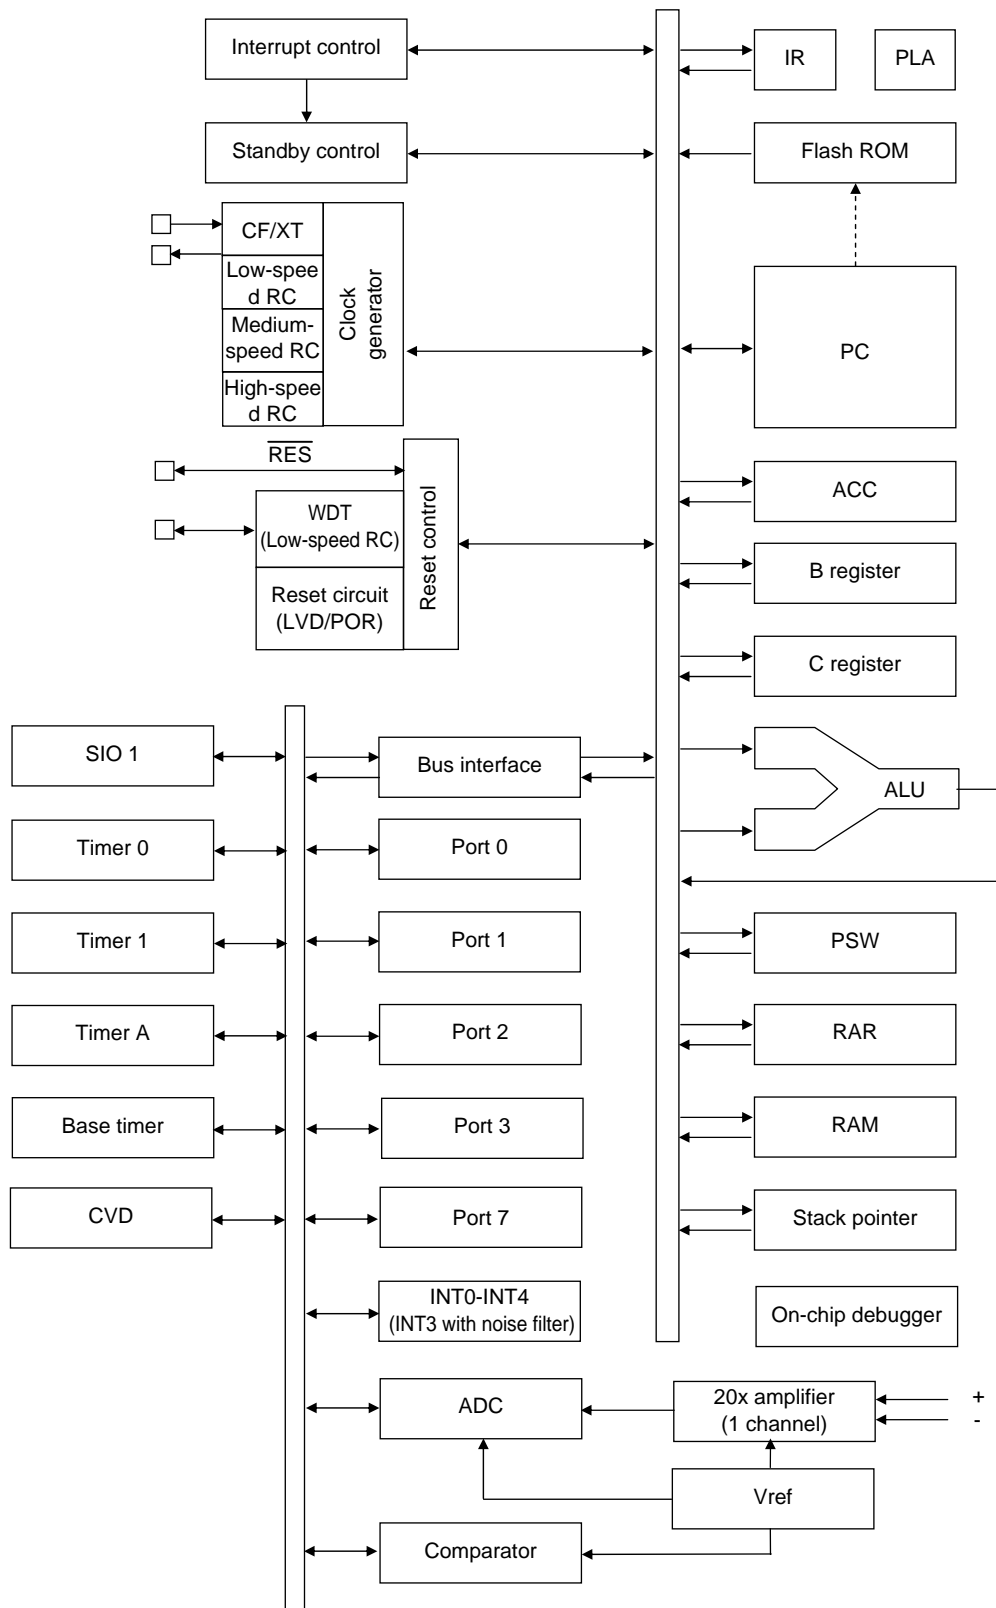 Interrupt control
IR
PLA
Standby control
Flash ROM
CF/XT
Low-spee
d RC
Medium-
speed RC
High-spee
d RC
Clock
generator
PC
RES
WDT
(Low-speed RC)
Reset circuit
(LVD/POR)
Reset control
ACC
B register
C register
SIO 1
Bus interface
ALU
Timer 0
Port 0
Timer 1
Port 1
PSW
Timer A
Port 2
RAR
Base timer
Port 3
RAM
CVD
Port 7
Stack pointer
INT0-INT4
(INT3 with noise filter)
On-chip debugger
ADC
20x amplifier
(1 channel)
+
-
Vref
Comparator